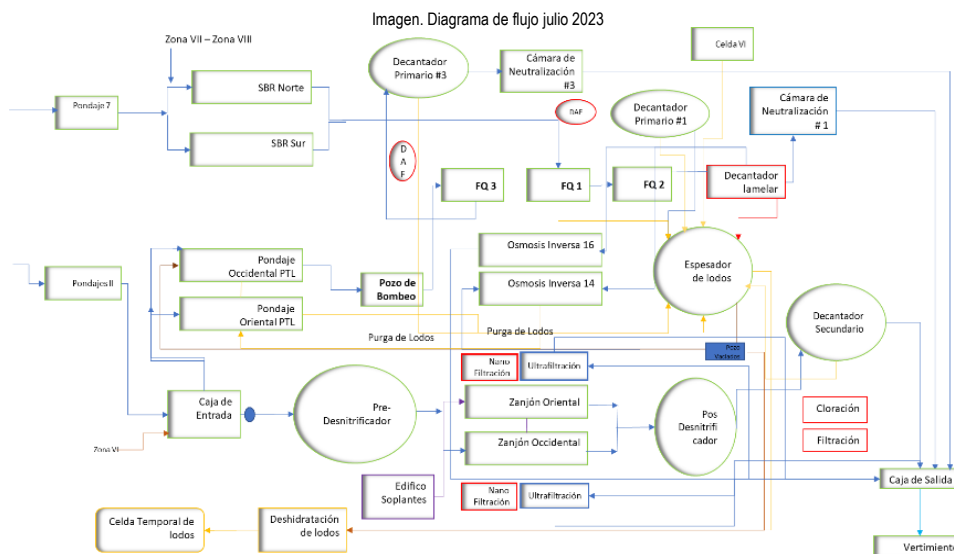 Imagen. Diagrama de flujo julio 2023
Zona VII – Zona VIII
Decantador
Primario #3
Cámara de
Neutralización
#3
Celda VI
SBR Norte
Pondaje 7
SBR Sur
DAF
Decantador
Primario #1
Cámara de
Neutralización
# 1
D
A
F
FQ 3
FQ 1
FQ 2
Decantador
lamelar
Pondaje
Occidental PTL
Osmosis Inversa 16
Espesador
de lodos
Pondajes II
Pozo de
Bombeo
Osmosis Inversa 14
Pondaje
Oriental PTL
Decantador
Secundario
Purga de Lodos
Purga de Lodos
Pozo
Vaciados
Nano
Filtración
Ultrafiltración
Caja de
Entrada
Pre-
Desnitrificador
Zanjón Oriental
Pos
Desnitrifi
cador
Cloración
Zona VI
Zanjón Occidental
Filtración
Edifico
Soplantes
Nano
Filtración
Ultrafiltración
Caja de Salida
Celda Temporal de
lodos
Deshidratación
de lodos
Vertimiento